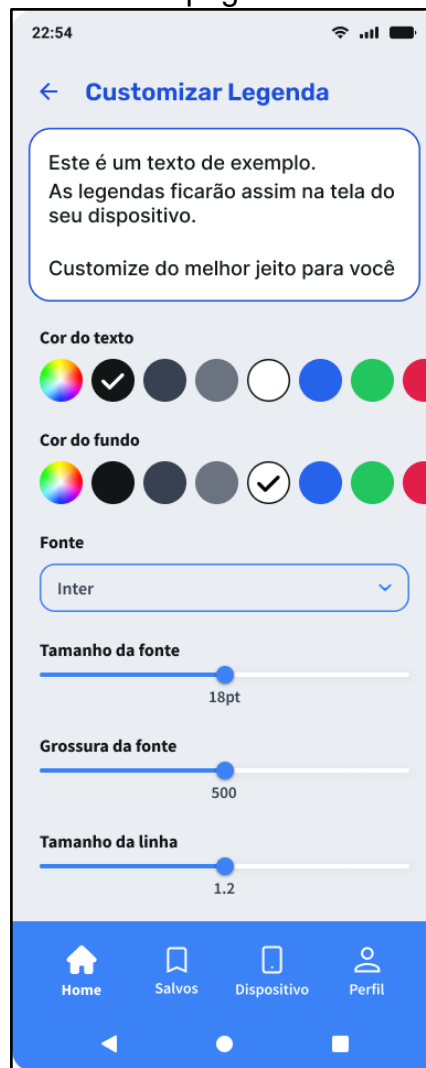 22:54
Customizar Legenda
Este é um texto de exemplo.
As legendas ficarão assim na tela do
seu dispositivo.
Customize do melhor jeito para você
Cor do texto
Cor do fundo
Fonte
Inter
Tamanho da fonte
18pt
Grossura da fonte
500
Tamanho da linha
1.2
Home Salvos Dispositivo Perfil